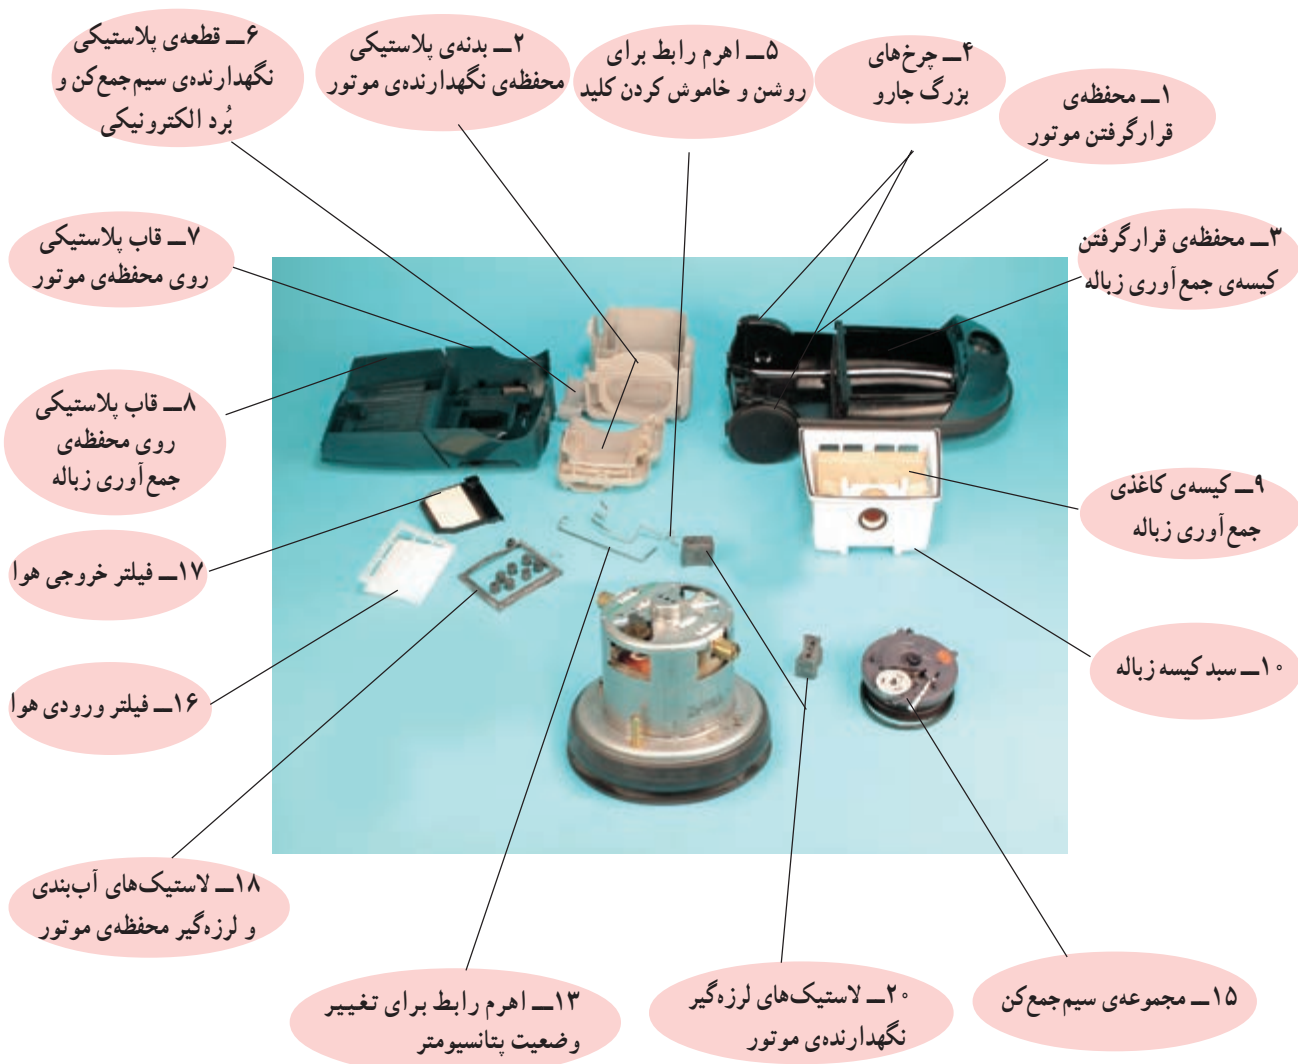 ۶ــ قطعه‌ی پلاستیکی
نگهدارنده‌ی سیم‌جمع‌کن و
بُرد الکترونیکی
۲ــ بدنه‌ی پلاستیکی
محفظه‌ی نگهدارنده‌ی موتور
۵ــ اهرم رابط برای
روشن و خاموش کردن کلید
۴ــ چرخ‌های
بزرگ جارو
۱ــ محفظه‌ی
قرارگرفتن موتور
۷ــ قاب پلاستیکی
روی محفظه‌ی موتور
۳ــ محفظه‌ی قرارگرفتن
کیسه‌ی جمع‌آوری زباله
۸ــ قاب پلاستیکی
روی محفظه‌ی
جمع‌آوری زباله
۹ــ کیسه‌ی کاغذی
جمع‌آوری زباله
۱۷ــ فیلتر خروجی هوا
۱۰ــ سبد کیسه زباله
۱۶ــ فیلتر ورودی هوا
۱۸ــ لاستیک‌های آب‌بندی
و لرزه‌گیر محفظه‌ی موتور
۱۳ــ اهرم رابط برای تغییر
وضعیت پتانسیومتر
۲۰ــ لاستیک‌های لرزه‌گیر
نگهدارنده‌ی موتور
۱۵ــ مجموعه‌ی سیم‌جمع‌کن